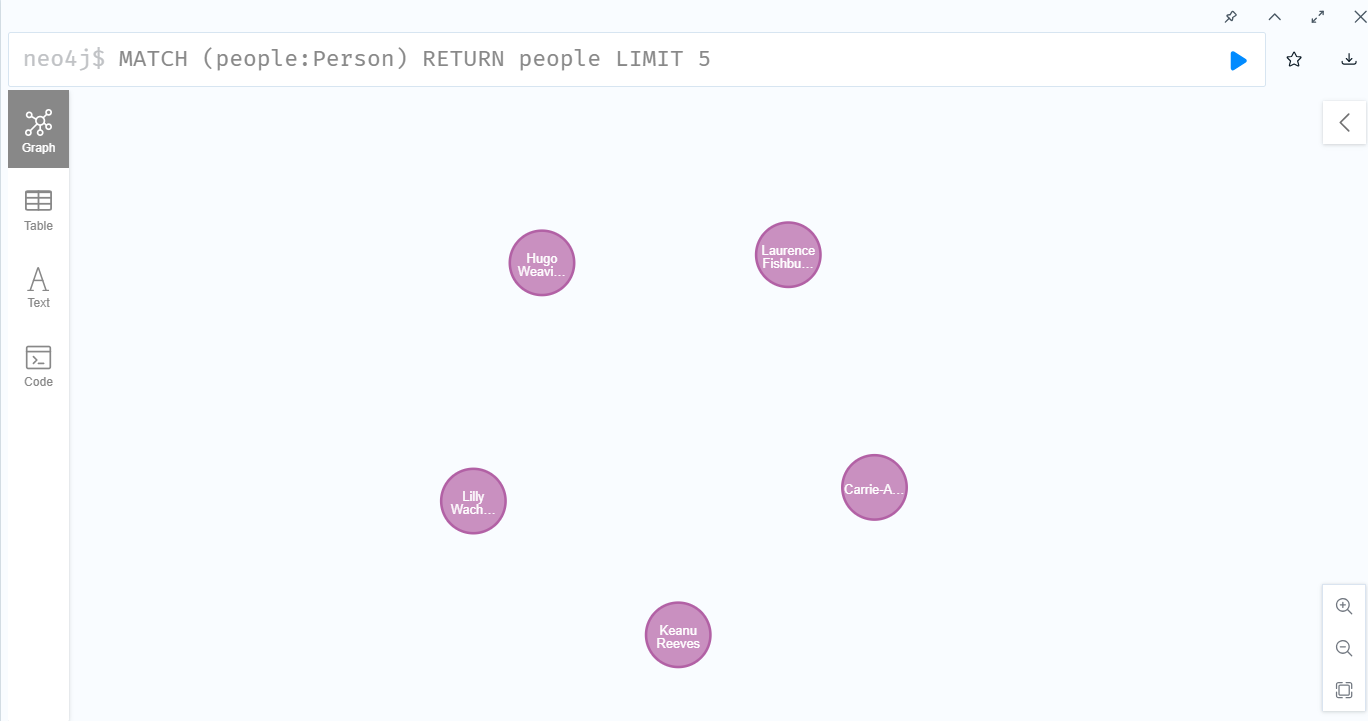 neo4j$ MATCH (people:Person) RETURN people LIMIT 5
Graph
Table
Text
Code
Hugo
Weavi...
Laurence
Fishbu...
Lilly
Wach...
Carrie-A...
Keanu
Reeves